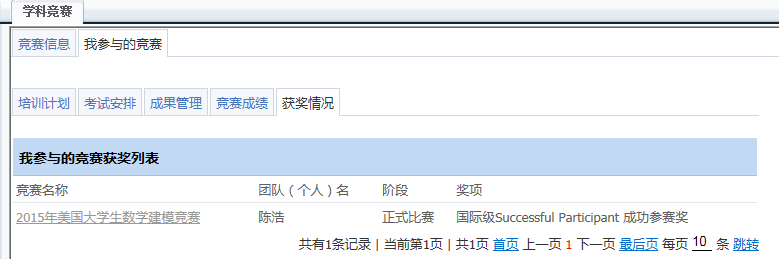 学科竞赛
竞赛信息 我参与的竞赛
培训计划 考试安排 成果管理 竞赛成绩 获奖情况
我参与的竞赛获奖列表
竞赛名称 团队（个人）名 阶段 奖项
2015年美国大学生数学建模竞赛 陈浩 正式比赛 国际级Successful Participant 成功参赛奖
共有1条记录 | 当前第1页 | 共1页 首页 上一页 1 下一页 最后页 每页 10 条 跳转